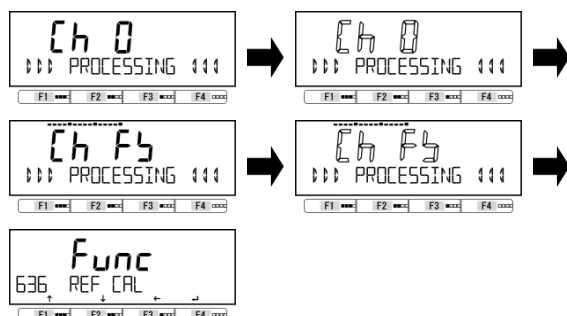 Ch 0
PROCESSING
F1 F2 F3 F4
Ch 0
PROCESSING
F1 F2 F3 F4
Ch FS
PROCESSING
F1 F2 F3 F4
Ch FS
PROCESSING
F1 F2 F3 F4
Func
636 REF CAL
↑ ↓ ← ↵
F1 F2 F3 F4